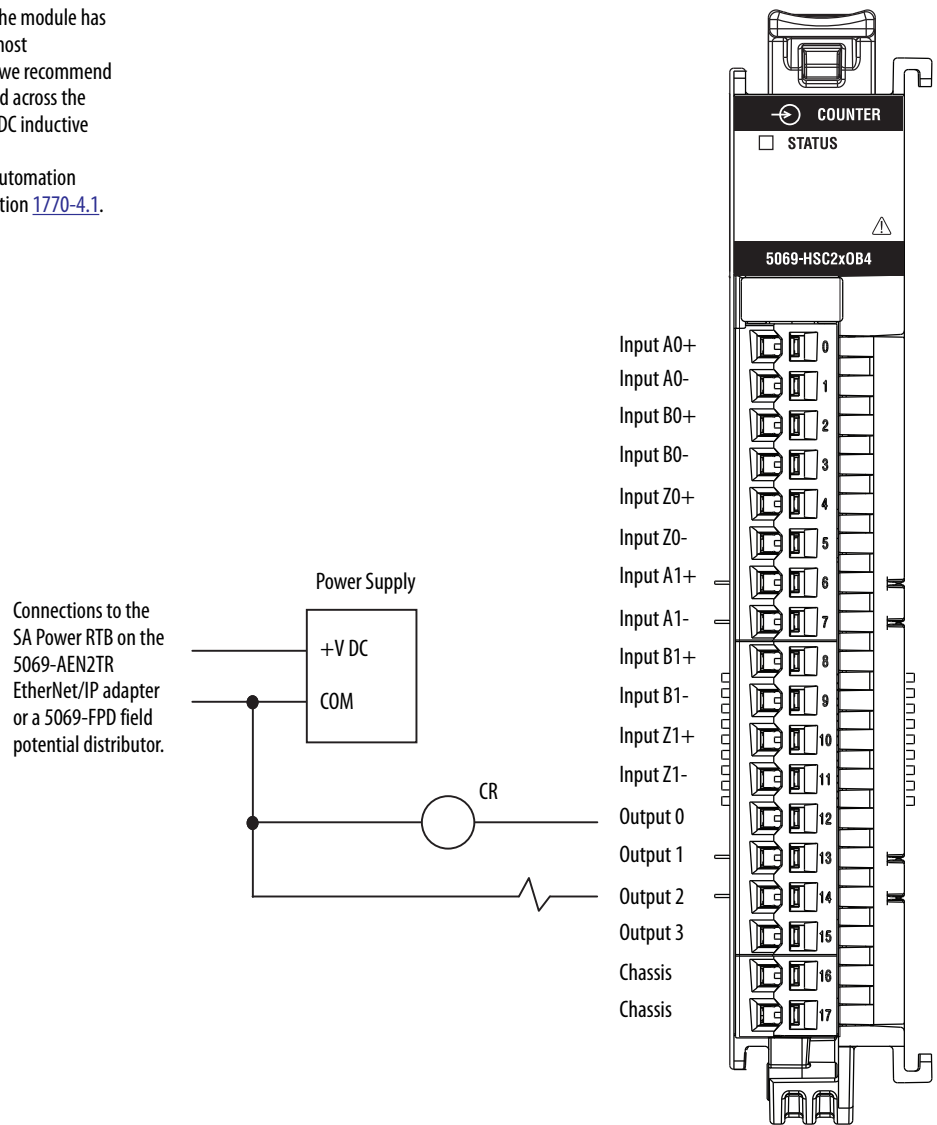 he module has
nost
we recommend
d across the
DC inductive
utomation
tion 1770-4.1.
COUNTER
STATUS
5069-HSC2xOB4
Input A0+
Input A0-
Input B0+
Input B0-
Input Z0+
Input Z0-
Input A1+
Input A1-
Input B1+
Input B1-
Input Z1+
Input Z1-
Output 0
Output 1
Output 2
Output 3
Chassis
Chassis
0
1
2
3
4
5
6
7
8
9
10
11
12
13
14
15
16
17
Power Supply
+V DC
COM
Connections to the
SA Power RTB on the
5069-AEN2TR
EtherNet/IP adapter
or a 5069-FPD field
potential distributor.
CR